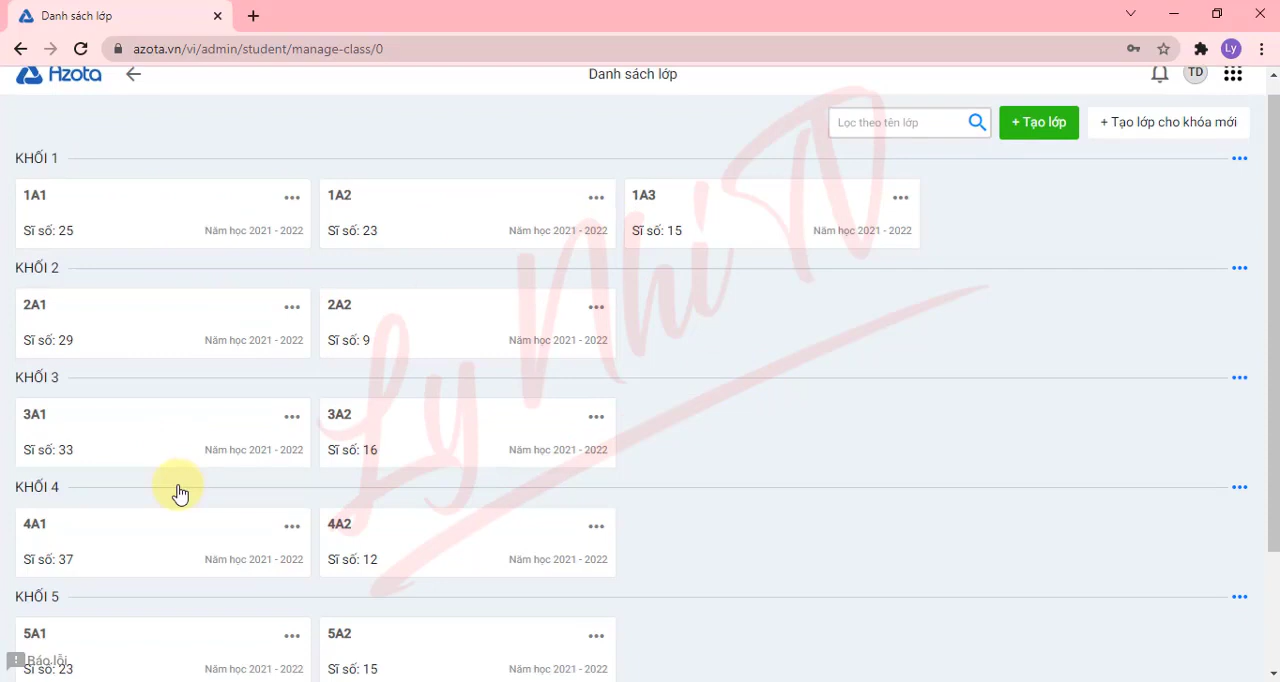 Danh sách lớp
azota.vn/vi/admin/student/manage-class/0
Ly
Azota
Danh sách lớp
TD
Lọc theo tên lớp
+ Tạo lớp
+ Tạo lớp cho khóa mới
KHỐI 1
1A1
Sĩ số: 25
Năm học 2021 - 2022
1A2
Sĩ số: 23
Năm học 2021 - 2022
1A3
Sĩ số: 15
Năm học 2021 - 2022
KHỐI 2
2A1
Sĩ số: 29
Năm học 2021 - 2022
2A2
Sĩ số: 9
Năm học 2021 - 2022
KHỐI 3
3A1
Sĩ số: 33
Năm học 2021 - 2022
3A2
Sĩ số: 16
Năm học 2021 - 2022
KHỐI 4
4A1
Sĩ số: 37
Năm học 2021 - 2022
4A2
Sĩ số: 12
Năm học 2021 - 2022
KHỐI 5
5A1
Báo lỗi
Sĩ số: 23
Năm học 2021 - 2022
5A2
Sĩ số: 15
Năm học 2021 - 2022
Ly Nhi TV